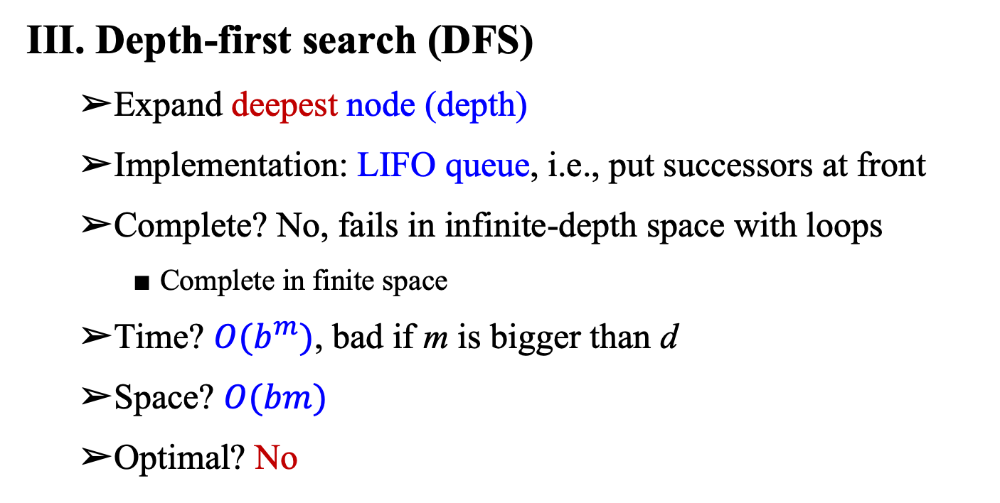 III. Depth-first search (DFS)
➢Expand deepest node (depth)
➢Implementation: LIFO queue, i.e., put successors at front
➢Complete? No, fails in infinite-depth space with loops
▪ Complete in finite space
➢Time? O(bᵐ), bad if m is bigger than d
➢Space? O(bm)
➢Optimal? No